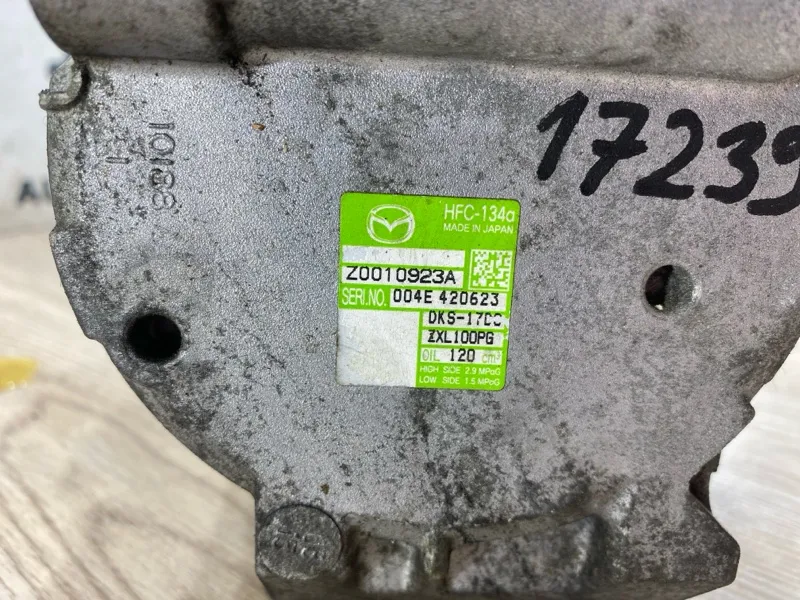 17239
10188
HFC-134a
MADE IN JAPAN
Z0010923A
SERI.NO. 004E 420623
DKS-17DC
ZXL100PG
OIL 120 cm³
HIGH SIDE 2.9 MPaG
LOW SIDE 1.5 MPaG